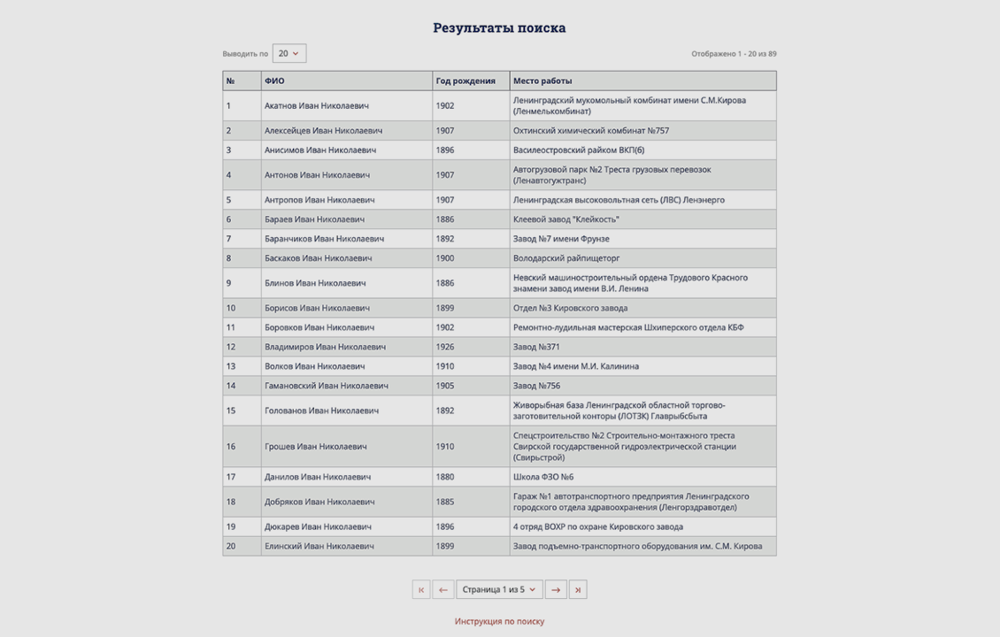 Результаты поиска
Выводить по 20 Отображено 1 - 20 из 89
№ ФИО Год рождения Место работы
1 Акатнов Иван Николаевич 1902 Ленинградский мукомольный комбинат имени С.М.Кирова
(Ленмелькомбинат)
2 Алексейцев Иван Николаевич 1907 Охтинский химический комбинат №757
3 Анисимов Иван Николаевич 1896 Василеостровский райком ВКП(б)
4 Антонов Иван Николаевич 1907 Автогрузовой парк №2 Треста грузовых перевозок
(Ленавтогужтранс)
5 Антропов Иван Николаевич 1907 Ленинградская высоковольтная сеть (ЛВС) Ленэнерго
6 Бараев Иван Николаевич 1886 Клеевой завод "Клейкость"
7 Баранчиков Иван Николаевич 1892 Завод №7 имени Фрунзе
8 Баскаков Иван Николаевич 1900 Володарский райпищеторг
9 Блинов Иван Николаевич 1886 Невский машиностроительный ордена Трудового Красного
знамени завод имени В.И. Ленина
10 Борисов Иван Николаевич 1899 Отдел №3 Кировского завода
11 Боровков Иван Николаевич 1902 Ремонтно-лудильная мастерская Шхиперского отдела КБФ
12 Владимиров Иван Николаевич 1926 Завод №371
13 Волков Иван Николаевич 1910 Завод №4 имени М.И. Калинина
14 Гамановский Иван Николаевич 1905 Завод №756
15 Голованов Иван Николаевич 1892 Живорыбная база Ленинградской областной торгово-
заготовительной конторы (ЛОТЗК) Главрыбсбыта
16 Грошев Иван Николаевич 1910 Спецстроительство №2 Строительно-монтажного треста
Свирской государственной гидроэлектрической станции
(Свирьстрой)
17 Данилов Иван Николаевич 1880 Школа ФЗО №6
18 Добряков Иван Николаевич 1885 Гараж №1 автотранспортного предприятия Ленинградского
городского отдела здравоохранения (Ленгорздравотдел)
19 Дюкарев Иван Николаевич 1896 4 отряд ВОХР по охране Кировского завода
20 Елинский Иван Николаевич 1899 Завод подъемно-транспортного оборудования им. С.М. Кирова
Страница 1 из 5
Инструкция по поиску